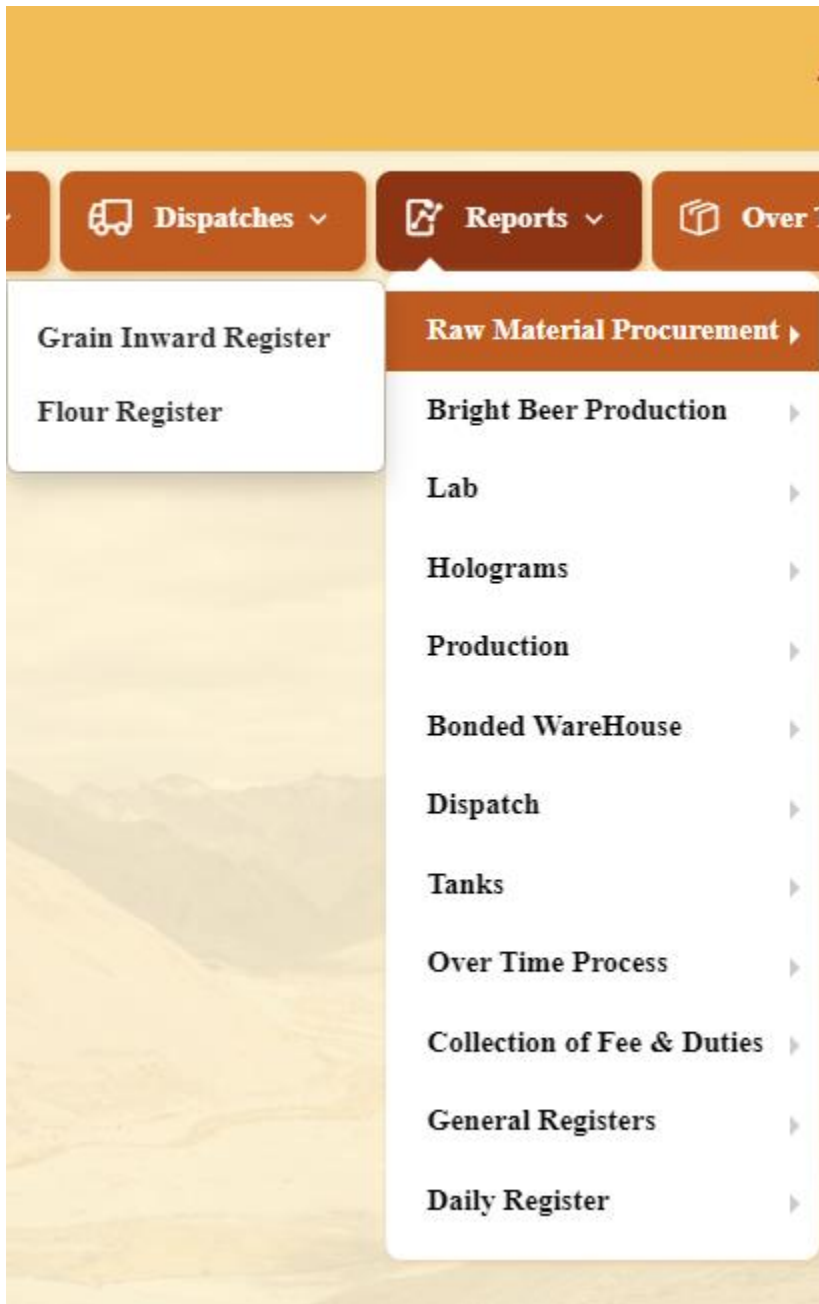 Dispatches
Reports
Over
Grain Inward Register
Flour Register
Raw Material Procurement
Bright Beer Production
Lab
Holograms
Production
Bonded WareHouse
Dispatch
Tanks
Over Time Process
Collection of Fee & Duties
General Registers
Daily Register